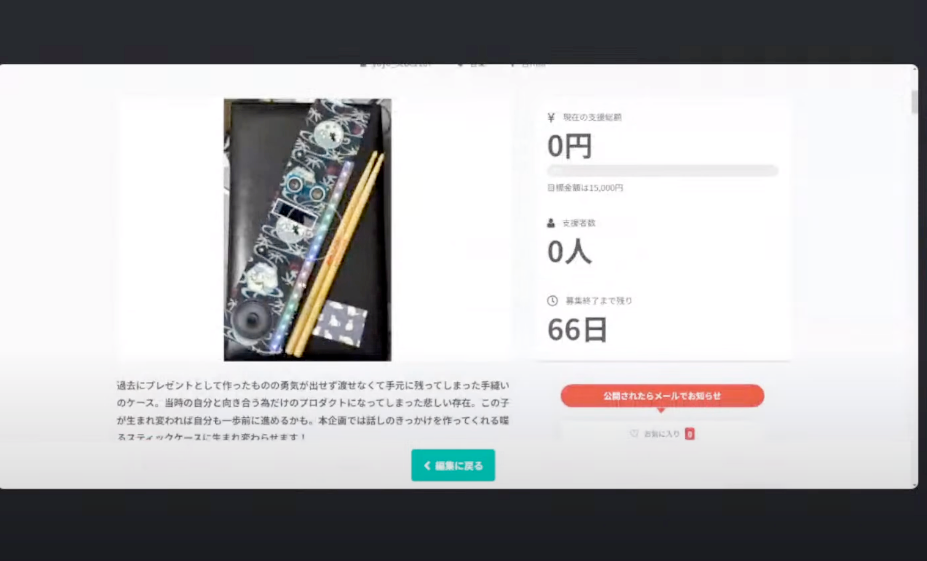 過去にプレゼントとして作ったものの勇気が出せず渡せなくて手元に残ってしまった手縫い
のケース。当時の自分と向き合う為だけのプロダクトになってしまった悲しい存在。この子
が生まれ変われば自分も一歩前に進めるかも。本企画では話しのきっかけを作ってくれる喋
るスティックケースに生まれ変わらせます!
¥ 現在の支援総額
0円
目標金額は15,000円
支援者数
0人
募集終了まで残り
66日
公開されたらメールでお知らせ
お気に入り
編集に戻る